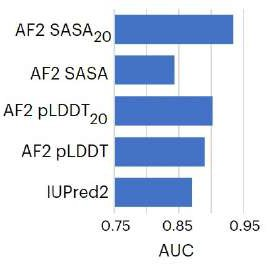 AF2 SASA₂₀
AF2 SASA
AF2 pLDDT₂₀
AF2 pLDDT
IUPred2
0.75 0.85 0.95
AUC